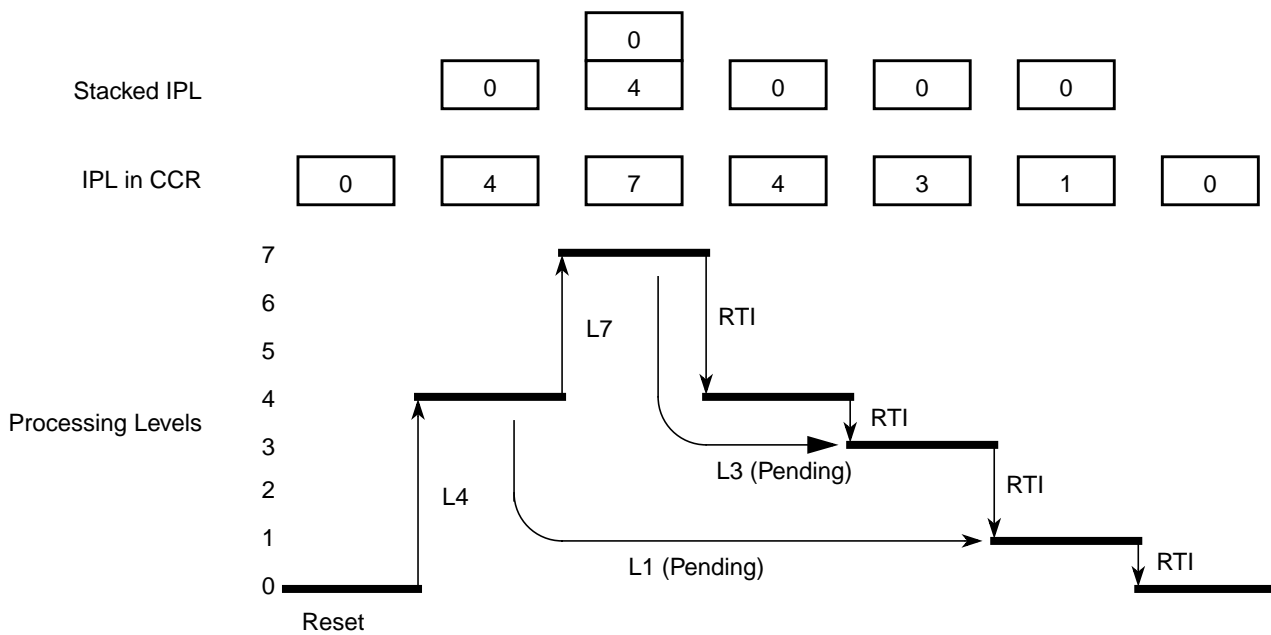 0
Stacked IPL 0 4 0 0 0
IPL in CCR 0 4 7 4 3 1 0
7
6
L7 RTI
5
4
Processing Levels RTI
3
L3 (Pending)
2
L4 RTI
1
L1 (Pending) RTI
0
Reset